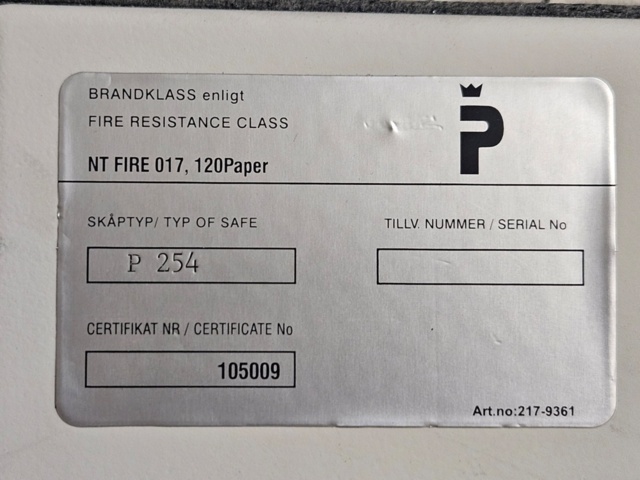 BRANDKLASS enligt
FIRE RESISTANCE CLASS
P
NT FIRE 017, 120Paper
SKÅPTYP/ TYP OF SAFE
TILLV. NUMMER / SERIAL No
P 254
CERTIFIKAT NR / CERTIFICATE No
105009
Art.no:217-9361